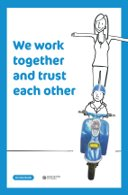 We work
together
and trust
each other